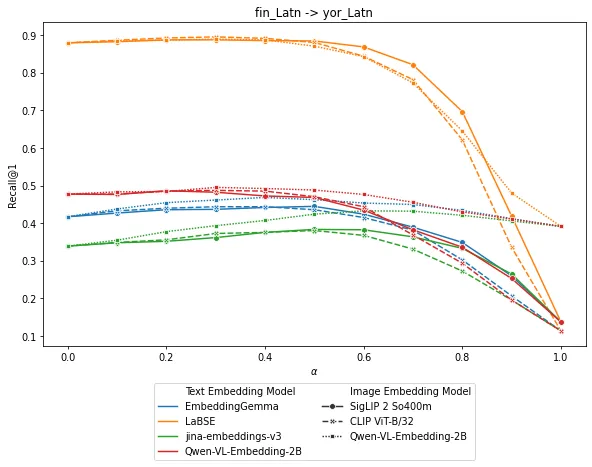 fin_Latn -> yor_Latn
Recall@1
0.9
0.8
0.7
0.6
0.5
0.4
0.3
0.2
0.1
0.0 0.2 0.4 0.6 0.8 1.0
α
Text Embedding Model Image Embedding Model
EmbeddingGemma SigLIP 2 So400m
LaBSE CLIP ViT-B/32
jina-embeddings-v3 Qwen-VL-Embedding-2B
Qwen-VL-Embedding-2B